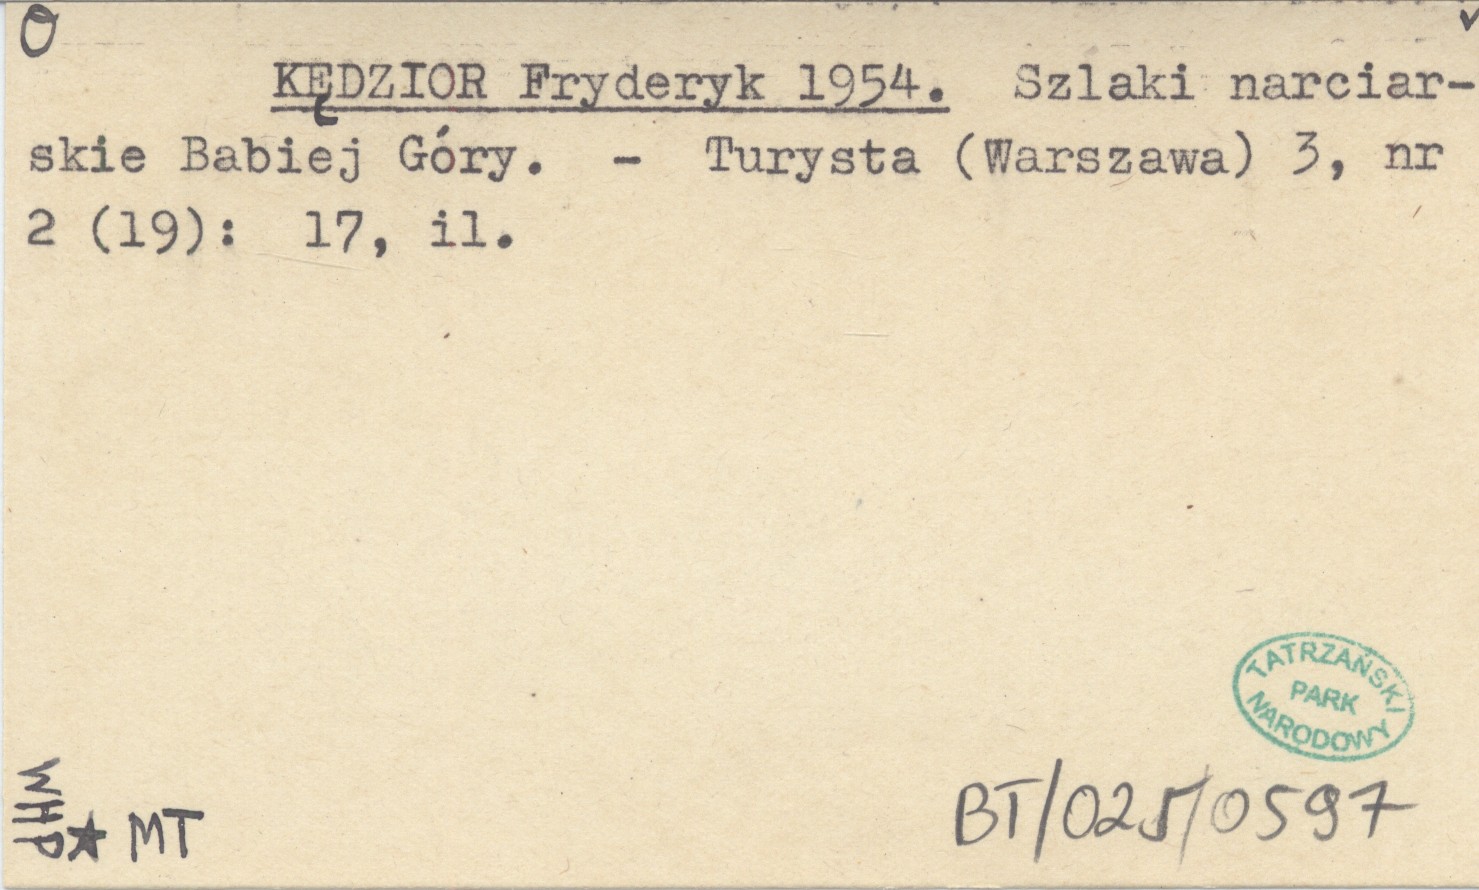 O
✓
KĘDZIOR Fryderyk 1954. Szlaki narciar-
skie Babiej Góry. - Turysta (Warszawa) 3, nr
2 (19): 17, il.
TATRZAŃSKI
PARK
NARODOWY
WHP
★ MT
BT/025/0597